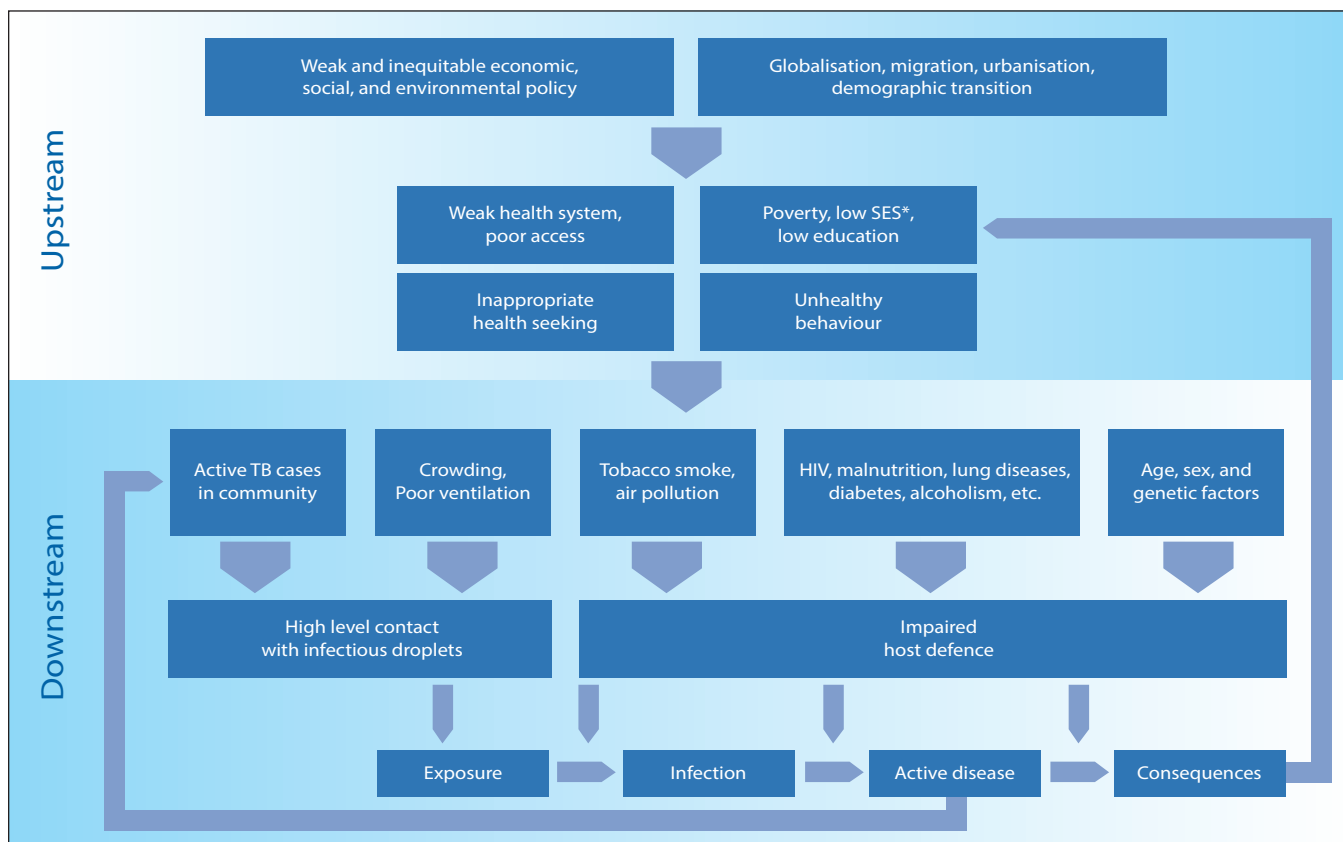 Upstream
Weak and inequitable economic,
social, and environmental policy
Globalisation, migration, urbanisation,
demographic transition
Weak health system,
poor access
Poverty, low SES*,
low education
Inappropriate
health seeking
Unhealthy
behaviour
Downstream
Active TB cases
in community
Crowding,
Poor ventilation
Tobacco smoke,
air pollution
HIV, malnutrition, lung diseases,
diabetes, alcoholism, etc.
Age, sex, and
genetic factors
High level contact
with infectious droplets
Impaired
host defence
Exposure
Infection
Active disease
Consequences